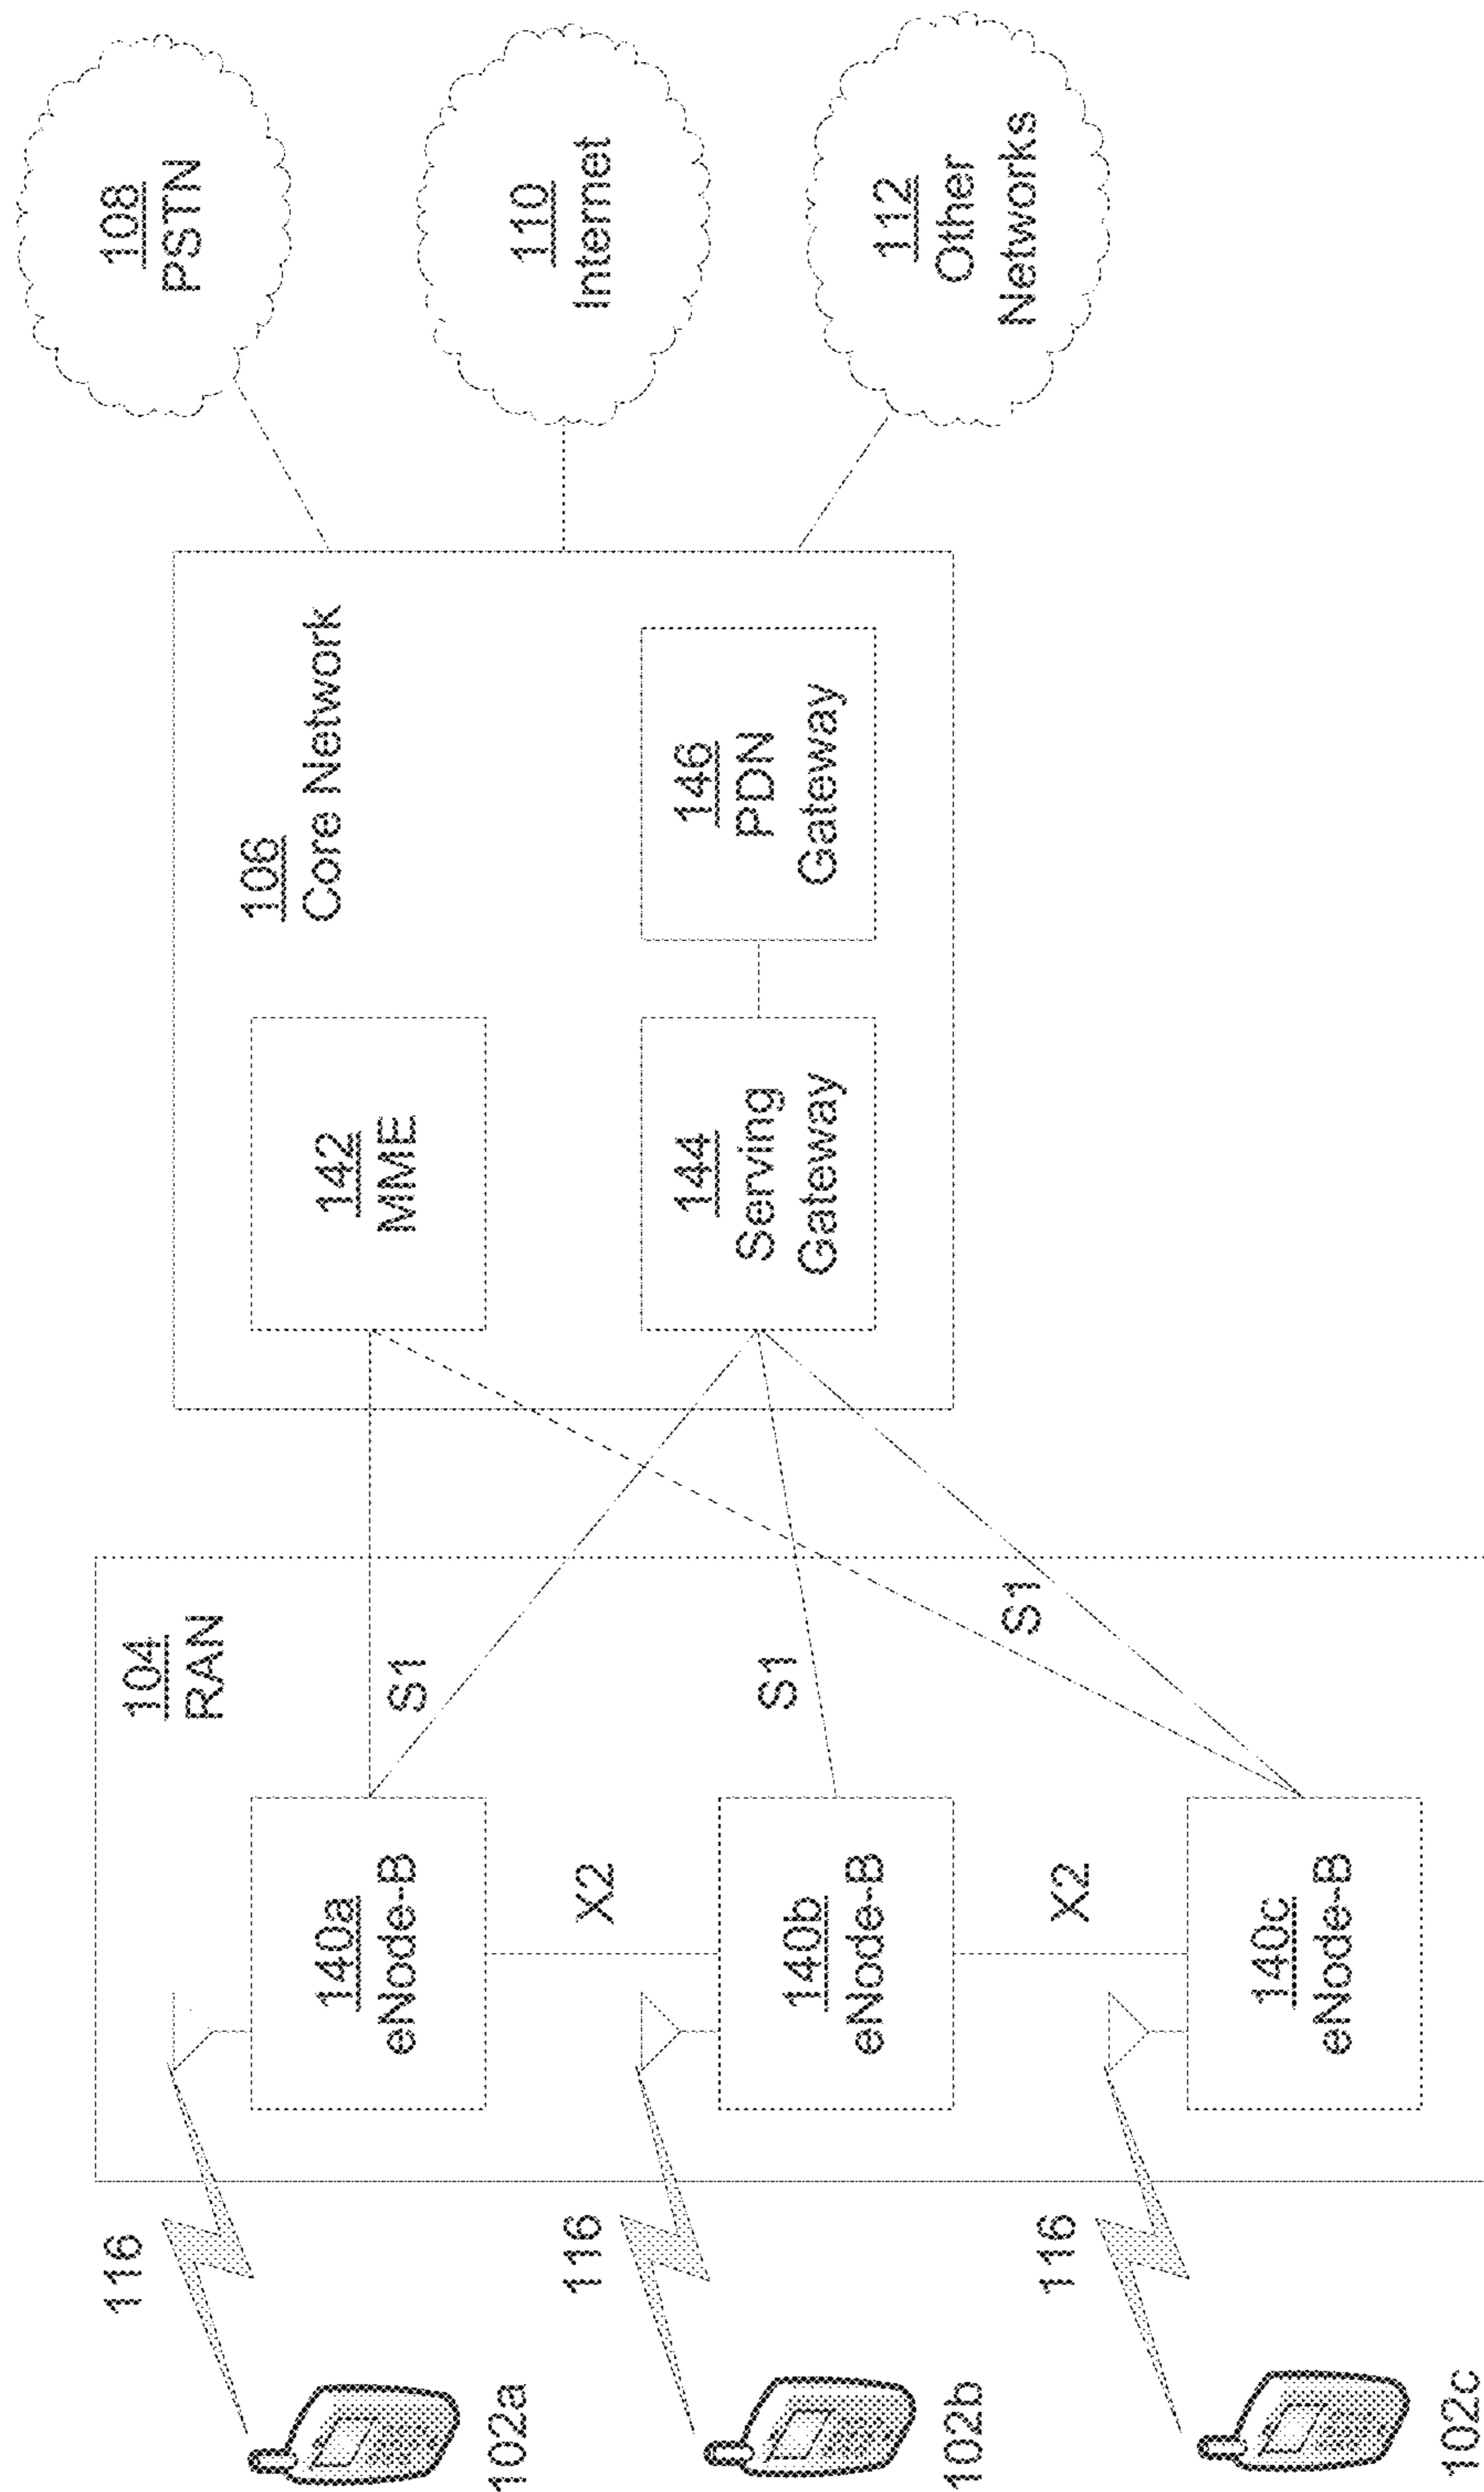 116
104
RAN
140a
eNode-B
S1
142
MME
106
Core Network
108
PSTN
102a
X2
116
140b
eNode-B
S1
144
Serving
Gateway
146
PDN
Gateway
110
Internet
102b
X2
116
140c
eNode-B
S1
112
Other
Networks
102c